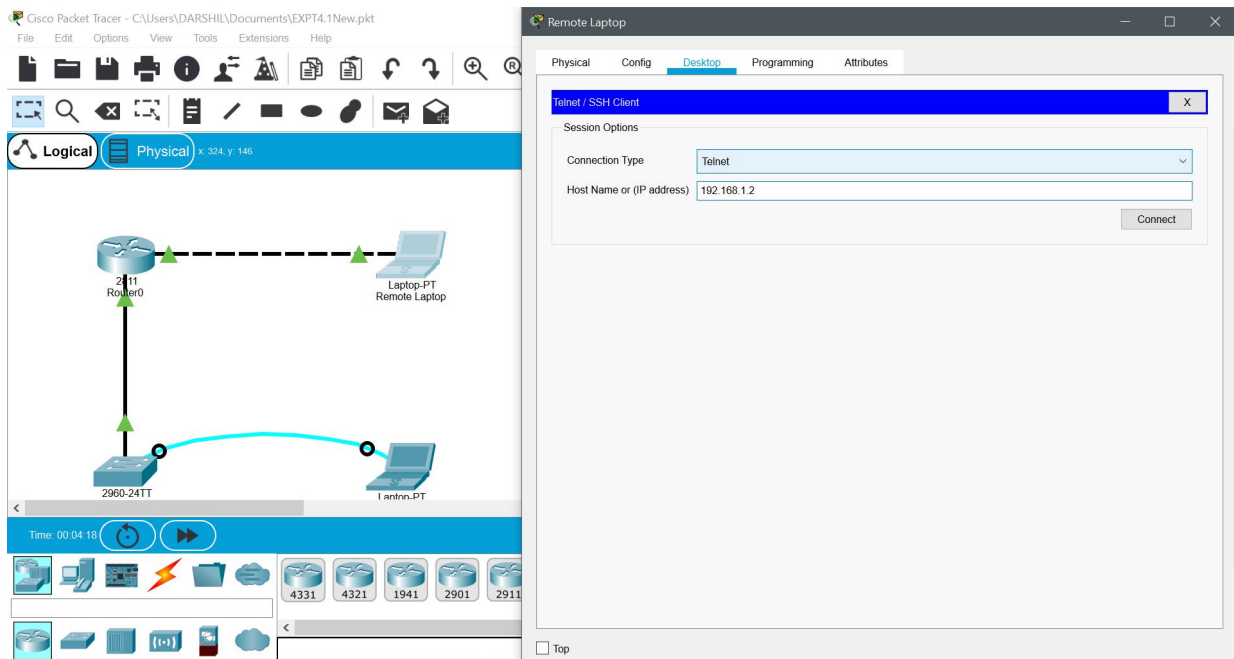 Cisco Packet Tracer - C:\Users\DARSHIL\Documents\EXPT4.1New.pkt
File Edit Options View Tools Extensions Help
Logical
Physical x: 324, y: 146
2811
Router0
Laptop-PT
Remote Laptop
2960-24TT
Laptop-PT
Time: 00:04:18
4331 4321 1941 2901 2911
Remote Laptop
Physical Config Desktop Programming Attributes
Telnet / SSH Client X
Session Options
Connection Type Telnet
Host Name or (IP address) 192.168.1.2
Connect
Top